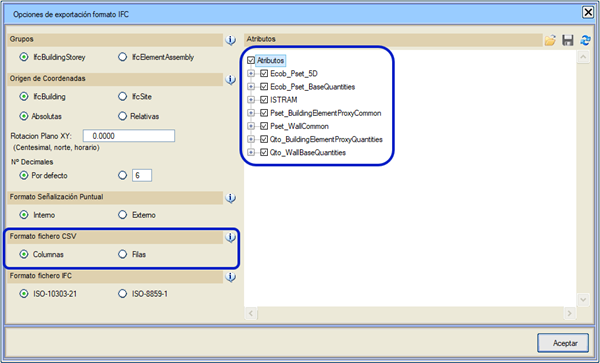 Opciones de exportación formato IFC
Grupos
IfcBuildingStorey
IfcElementAssembly
Origen de Coordenadas
IfcBuilding
IfcSite
Absolutas
Relativas
Rotacion Plano XY:
0.0000
(Centesimal, norte, horario)
Nº Decimales
Por defecto
6
Formato Señalización Puntual
Interno
Externo
Formato fichero CSV
Columnas
Filas
Formato fichero IFC
ISO-10303-21
ISO-8859-1
Atributos
Atributos
Ecob_Pset_5D
Ecob_Pset_BaseQuantities
ISTRAM
Pset_BuildingElementProxyCommon
Pset_WallCommon
Qto_BuildingElementProxyQuantities
Qto_WallBaseQuantities
Aceptar